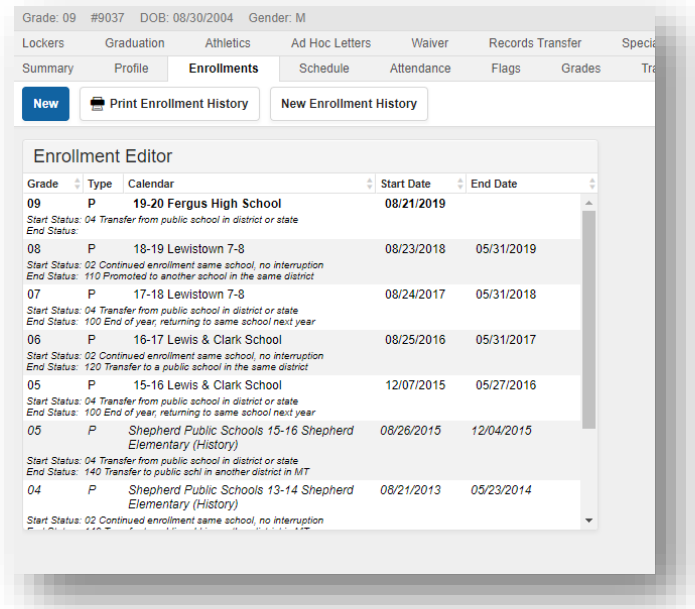 Grade: 09 #9037 DOB: 08/30/2004 Gender: M
Lockers Graduation Athletics Ad Hoc Letters Waiver Records Transfer
Summary Profile Enrollments Schedule Attendance Flags Grades
New Print Enrollment History New Enrollment History
Enrollment Editor
Grade Type Calendar Start Date End Date
09 P 19-20 Fergus High School 08/21/2019
Start Status: 04 Transfer from public school in district or state
End Status:
08 P 18-19 Lewistown 7-8 08/23/2018 05/31/2019
Start Status: 02 Continued enrollment same school, no interruption
End Status: 110 Promoted to another school in the same district
07 P 17-18 Lewistown 7-8 08/24/2017 05/31/2018
Start Status: 04 Transfer from public school in district or state
End Status: 100 End of year, returning to same school next year
06 P 16-17 Lewis & Clark School 08/25/2016 05/31/2017
Start Status: 02 Continued enrollment same school, no interruption
End Status: 120 Transfer to a public school in the same district
05 P 15-16 Lewis & Clark School 12/07/2015 05/27/2016
Start Status: 04 Transfer from public school in district or state
End Status: 100 End of year, returning to same school next year
05 P Shepherd Public Schools 15-16 Shepherd 08/26/2015 12/04/2015
Elementary (History)
Start Status: 04 Transfer from public school in district or state
End Status: 140 Transfer to public schl in another district in MT
04 P Shepherd Public Schools 13-14 Shepherd 08/21/2013 05/23/2014
Elementary (History)
Start Status: 02 Continued enrollment same school, no interruption